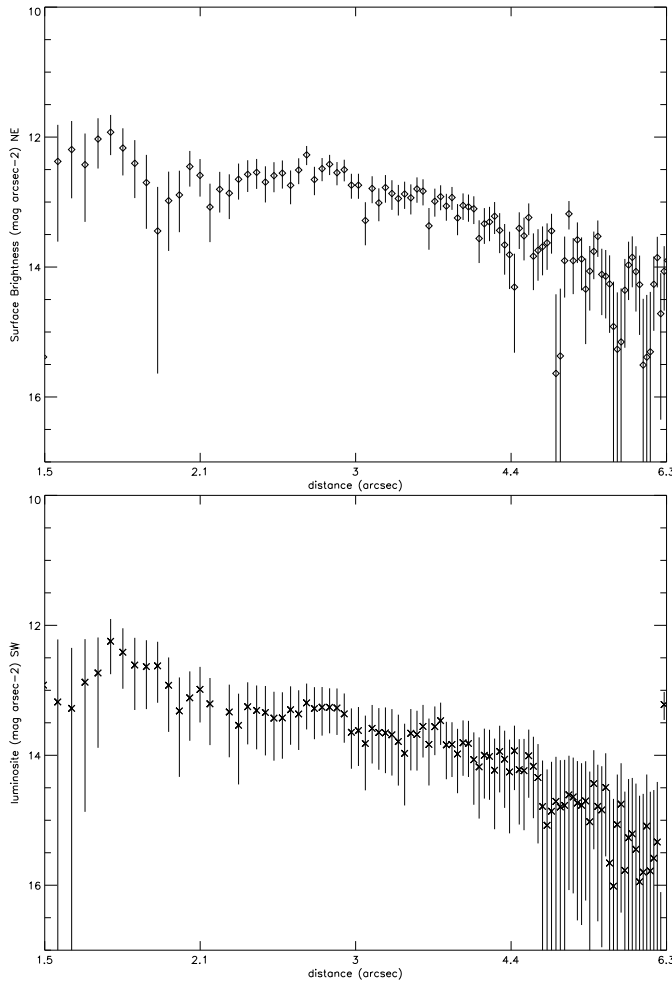 10
12
14
16
Surface Brightness (mag arcsec−2) NE
1.5 2.1 3 4.4 6.3
distance (arcsec)
10
12
14
16
luminosite (mag arsec−2) SW
1.5 2.1 3 4.4 6.3
distance (arcsec)